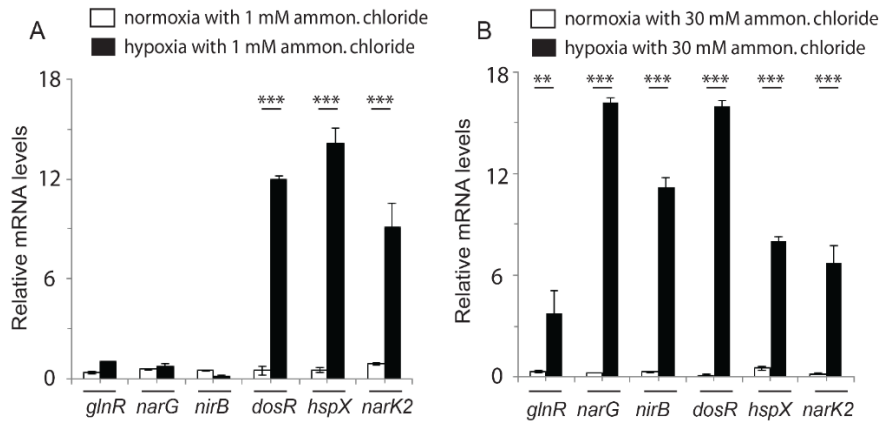 A
normoxia with 1 mM ammon. chloride
hypoxia with 1 mM ammon. chloride
Relative mRNA levels
18
12
6
0
***
***
***
glnR
narG
nirB
dosR
hspX
narK2
B
normoxia with 30 mM ammon. chloride
hypoxia with 30 mM ammon. chloride
Relative mRNA levels
18
12
6
0
**
***
***
***
***
***
glnR
narG
nirB
dosR
hspX
narK2